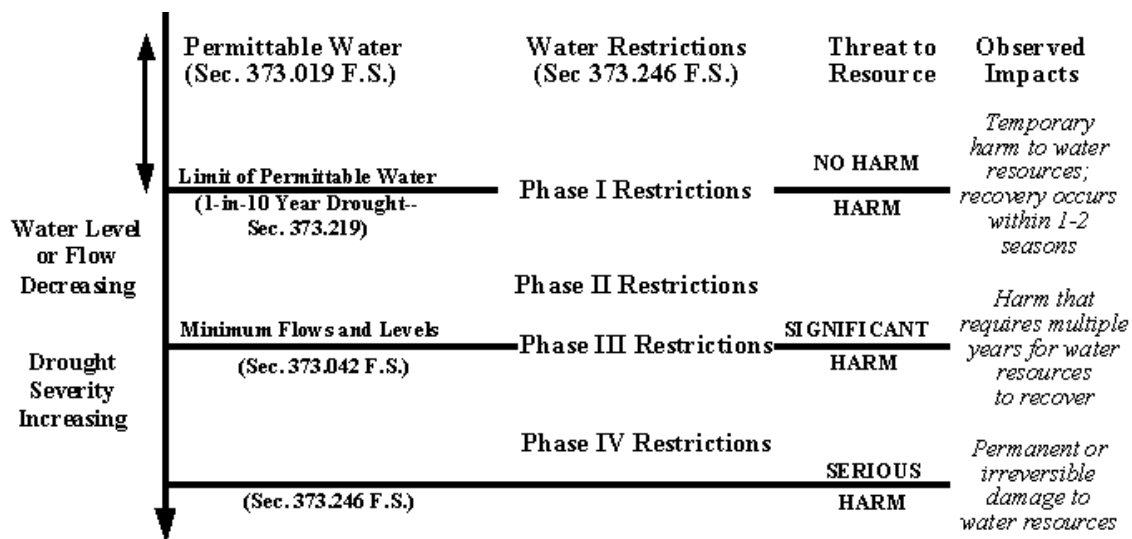 Permittable Water
(Sec. 373.019 F.S.)
Water Restrictions
(Sec 373.246 F.S.)
Threat to
Resource
Observed
Impacts
Limit of Permittable Water
(1-in-10 Year Drought--
Sec. 373.219)
Phase I Restrictions
NO HARM
HARM
Temporary
harm to water
resources;
recovery occurs
within 1-2
seasons
Water Level
or Flow
Decreasing
Phase II Restrictions
Minimum Flows and Levels
(Sec. 373.042 F.S.)
Phase III Restrictions
SIGNIFICANT
HARM
Harm that
requires multiple
years for water
resources
to recover
Drought
Severity
Increasing
Phase IV Restrictions
(Sec. 373.246 F.S.)
SERIOUS
HARM
Permanent or
irreversible
damage to
water resources